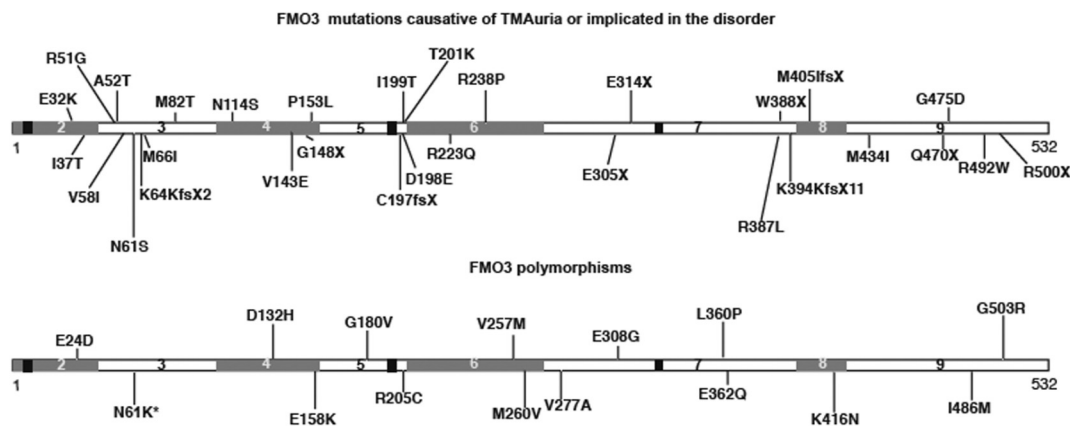 FMO3 mutations causative of TMAuria or implicated in the disorder
R51G
A52T
T201K
I199T
R238P
E314X
M405IfsX
E32K
M82T
N114S
P153L
W388X
G475D
2
3
4
5
6
7
8
9
1
532
I37T
M66I
G148X
R223Q
M434I
Q470X
V58I
K64KfsX2
V143E
D198E
E305X
K394KfsX11
R492W
R500X
C197fsX
R387L
N61S
FMO3 polymorphisms
D132H
G180V
V257M
L360P
G503R
E24D
E308G
2
3
4
5
6
7
8
9
1
532
N61K*
E158K
R205C
M260V
V277A
E362Q
K416N
I486M